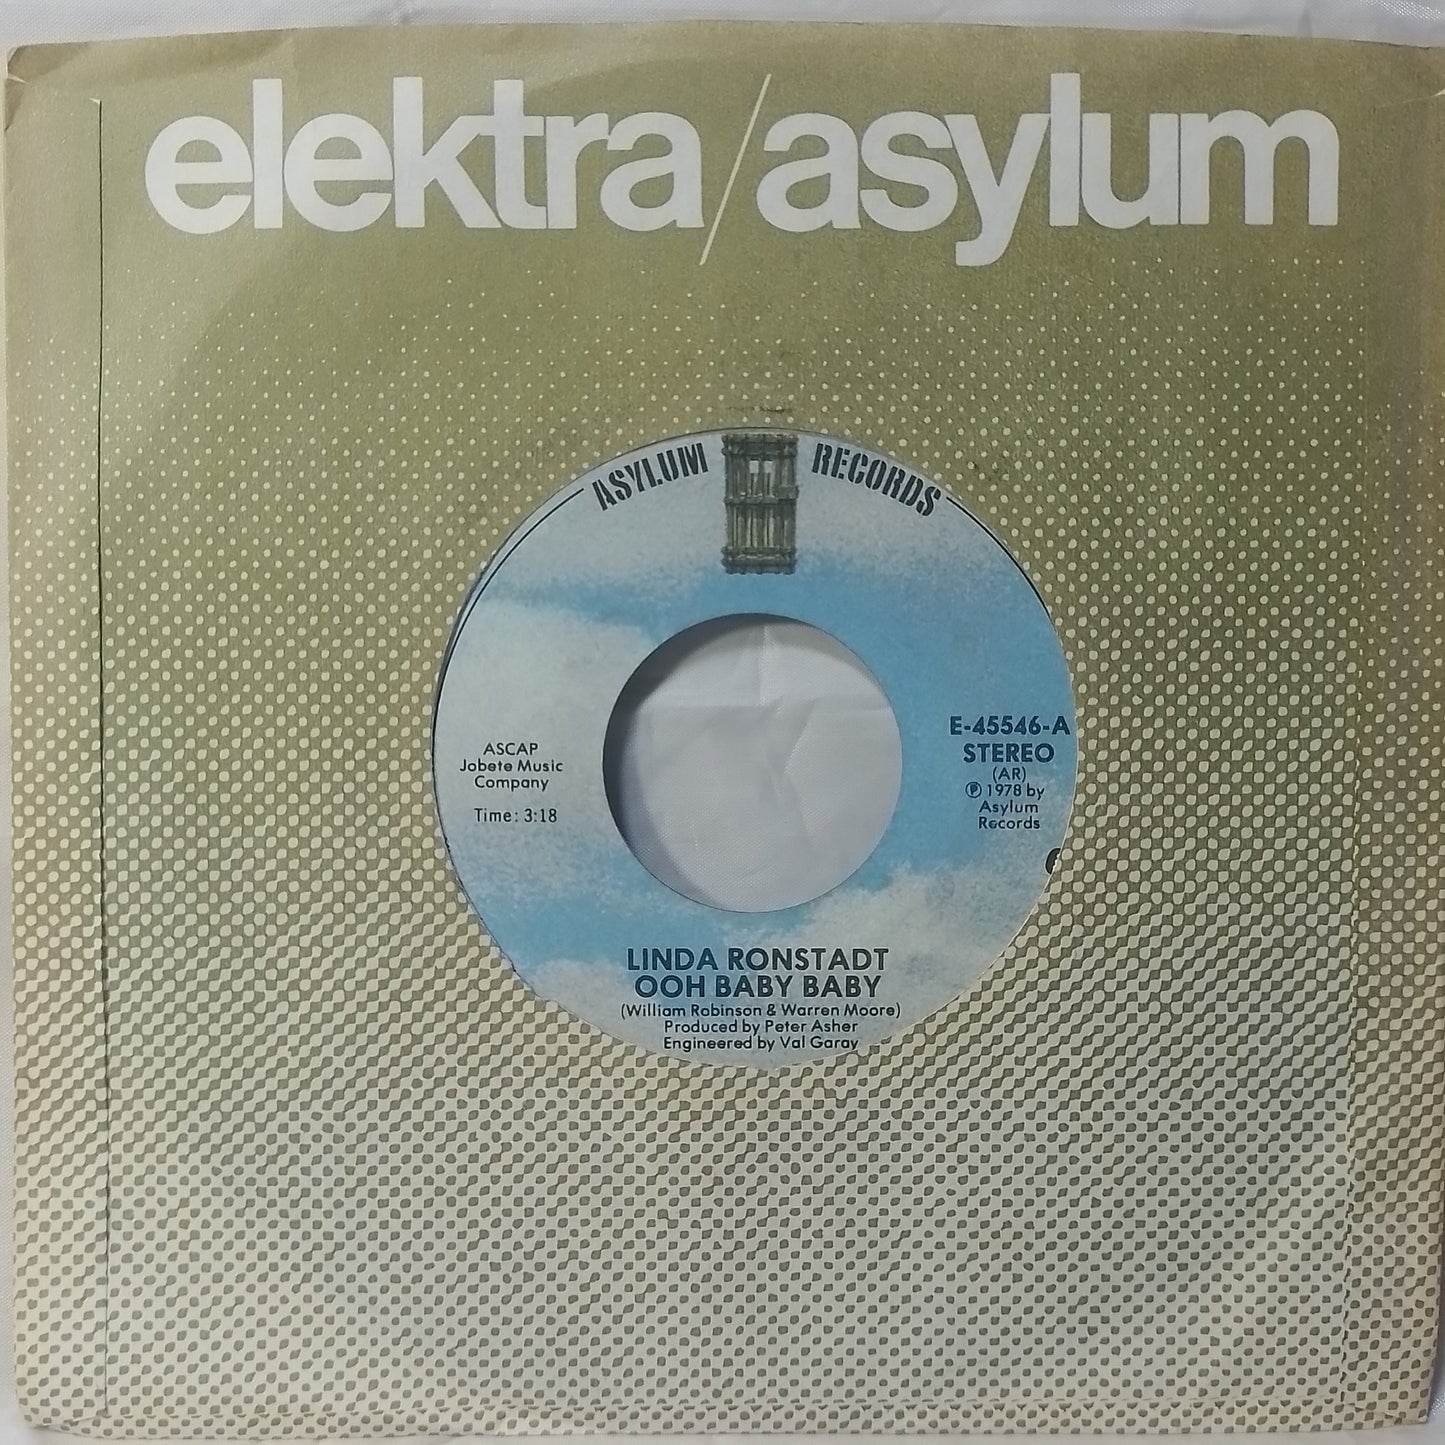 elektra/asylum
ASYLUM RECORDS
E-45546-A
STEREO
(AR)
℗ 1978 by
Asylum
Records
ASCAP
Jobete Music
Company
Time: 3:18
LINDA RONSTADT
OOH BABY BABY
(William Robinson & Warren Moore)
Produced by Peter Asher
Engineered by Val Garay